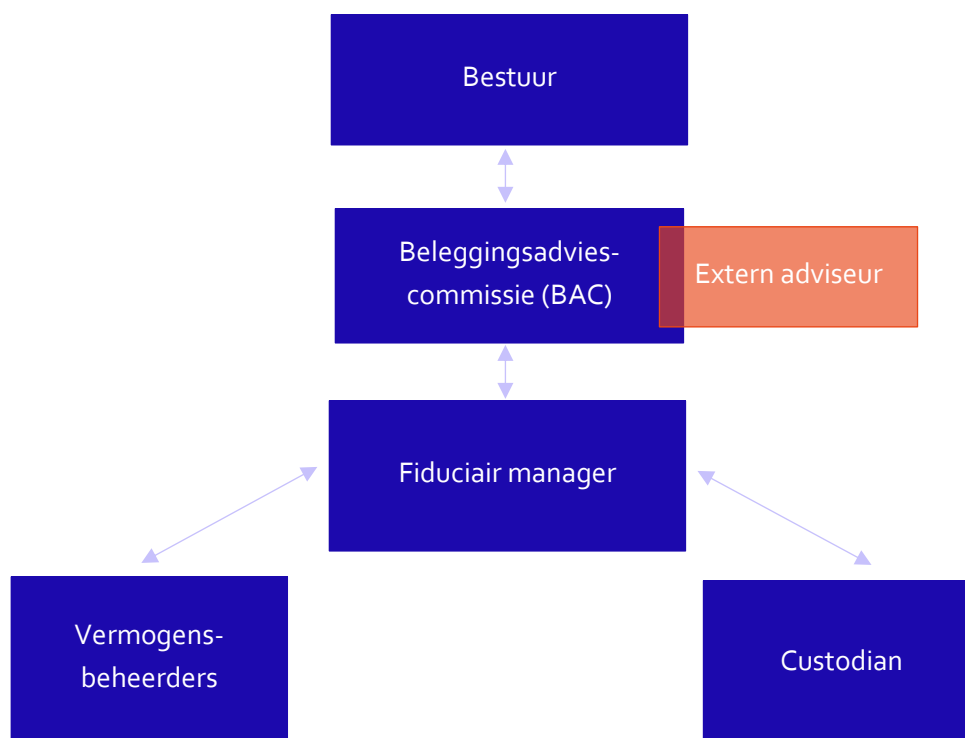 Bestuur
Beleggingsadvies-
commissie (BAC)
Extern adviseur
Fiduciair manager
Vermogens-
beheerders
Custodian